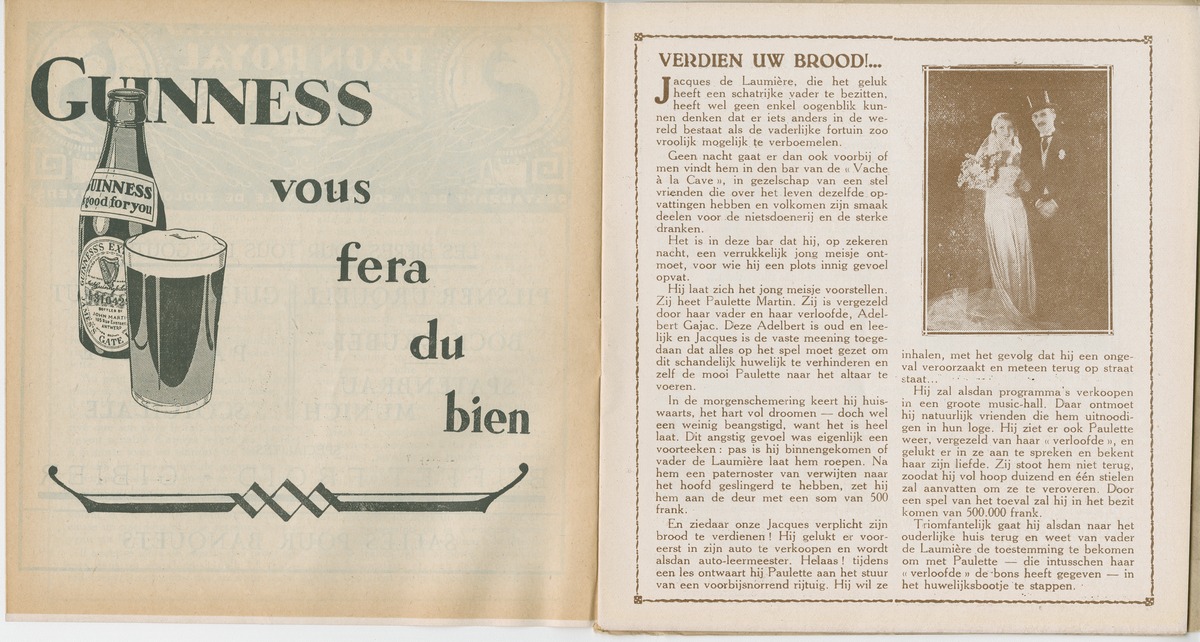 GUINNESS
vous
fera
du
bien
GUINNESS
good for you
GUINNESS'S EX
BOTTLED BY
JOHN MARTIN
ANTWERP
GATE
VERDIEN UW BROOD!...
Jacques de Laumière, die het geluk
heeft een schatrijke vader te bezitten,
heeft wel geen enkel oogenblik kun-
nen denken dat er iets anders in de we-
reld bestaat als de vaderlijke fortuin zoo
vroolijk mogelijk te verboemelen.
Geen nacht gaat er dan ook voorbij of
men vindt hem in den bar van de « Vache
à la Cave », in gezelschap van een stel
vrienden die over het leven dezelfde op-
vattingen hebben en volkomen zijn smaak
deelen voor de nietsdoenerij en de sterke
dranken.
Het is in deze bar dat hij, op zekeren
nacht, een verrukkelijk jong meisje ont-
moet, voor wie hij een plots innig gevoel
opvat.
Hij laat zich het jong meisje voorstellen.
Zij heet Paulette Martin. Zij is vergezeld
door haar vader en haar verloofde, Adel-
bert Gajac. Deze Adelbert is oud en lee-
lijk en Jacques is de vaste meening toege-
daan dat alles op het spel moet gezet om
dit schandelijk huwelijk te verhinderen en
zelf de mooi Paulette naar het altaar te
voeren.
In de morgenschemering keert hij huis-
waarts, het hart vol droomen — doch wel
een weinig beangstigd, want het is heel
laat. Dit angstig gevoel was eigenlijk een
voorteeken : pas is hij binnengekomen of
vader de Laumière laat hem roepen. Na
hem een paternoster van verwijten naar
het hoofd geslingerd te hebben, zet hij
hem aan de deur met een som van 500
frank.
En ziedaar onze Jacques verplicht zijn
brood te verdienen ! Hij gelukt er voor-
eerst in zijn auto te verkoopen en wordt
alsdan auto-leermeester. Helaas ! tijdens
een les ontwaart hij Paulette aan het stuur
van een voorbijsnorrend rijtuig. Hij wil ze
inhalen, met het gevolg dat hij een onge-
val veroorzaakt en meteen terug op straat
staat...
Hij zal alsdan programma's verkoopen
in een groote music-hall. Daar ontmoet
hij natuurlijk vrienden die hem uitnoodi-
gen in hun loge. Hij ziet er ook Paulette
weer, vergezeld van haar « verloofde », en
gelukt er in ze aan te spreken en bekent
haar zijn liefde. Zij stoot hem niet terug,
zoodat hij vol hoop duizend en één stielen
zal aanvatten om ze te veroveren. Door
een spel van het toeval zal hij in het bezit
komen van 500.000 frank.
Triomfantelijk gaat hij alsdan naar het
ouderlijke huis terug en weet van vader
de Laumière de toestemming te bekomen
om met Paulette — die intusschen haar
« verloofde » de bons heeft gegeven — in
het huwelijksbootje te stappen.